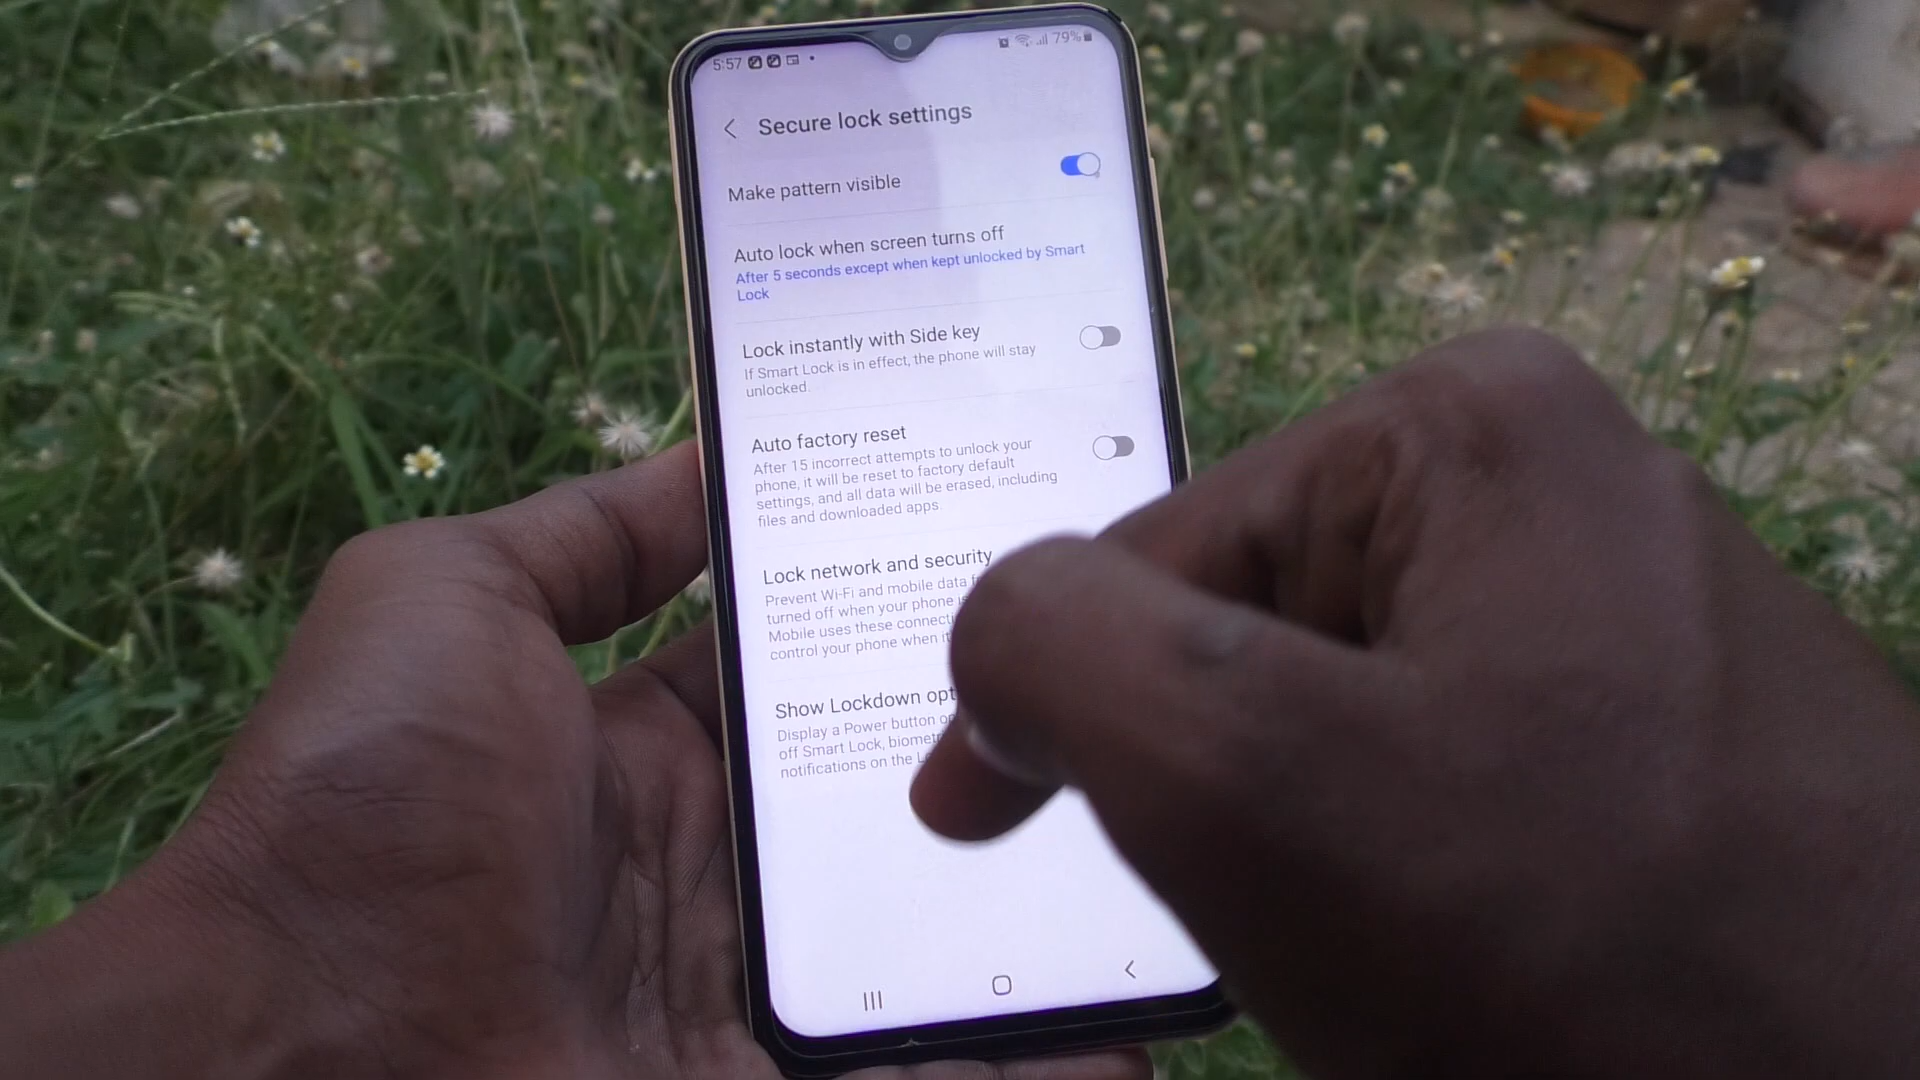 5:57
79%
Secure lock settings
Make pattern visible
Auto lock when screen turns off
After 5 seconds except when kept unlocked by Smart
Lock
Lock instantly with Side key
If Smart Lock is in effect, the phone will stay
unlocked.
Auto factory reset
After 15 incorrect attempts to unlock your
phone, it will be reset to factory default
settings, and all data will be erased, including
files and downloaded apps.
Lock network and security
Prevent Wi-Fi and mobile data
turned off when your phone
Mobile uses these
control your phone when
Show Lockdown
Display a Power button
off Smart Lock,
notifications on the